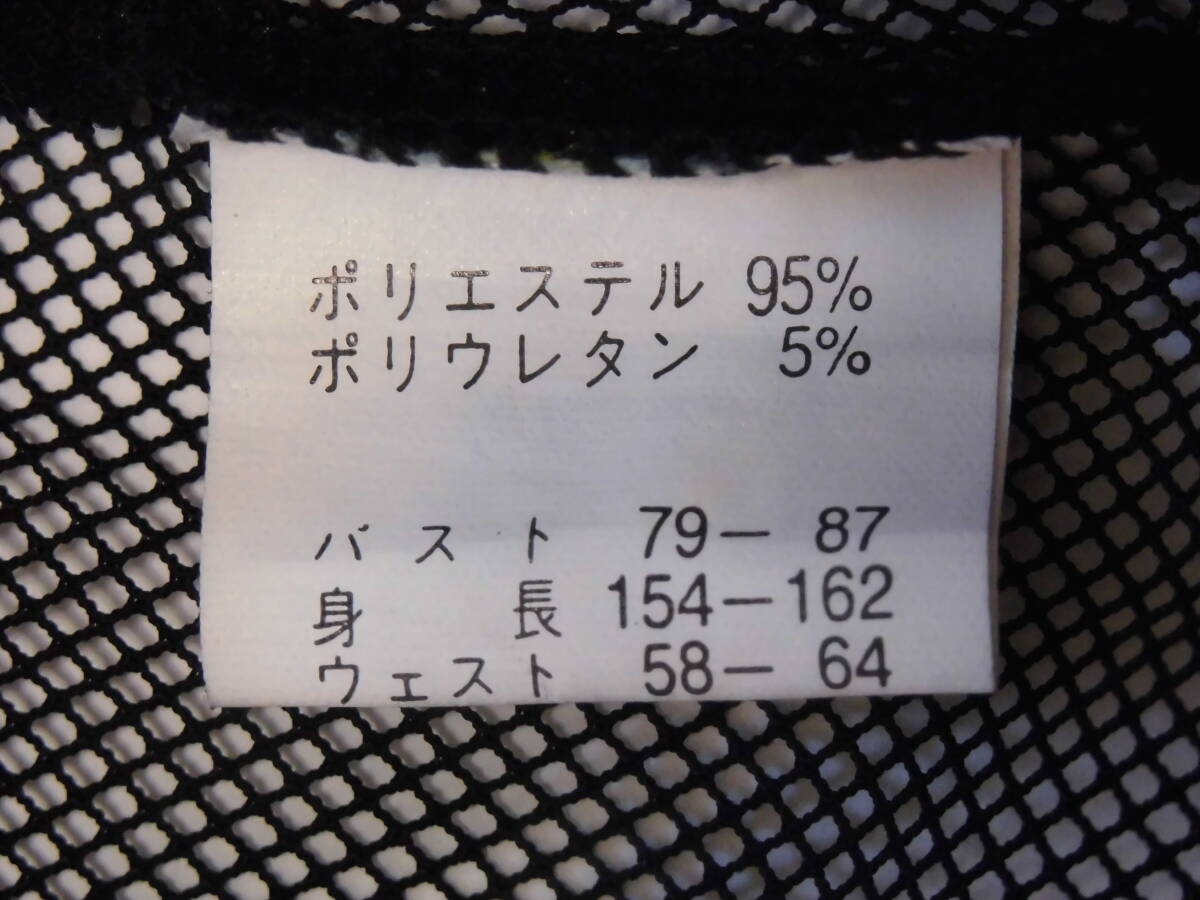 ポリエステル 95%
ポリウレタン 5%
バスト 79－ 87
身長 154－162
ウェスト 58－ 64